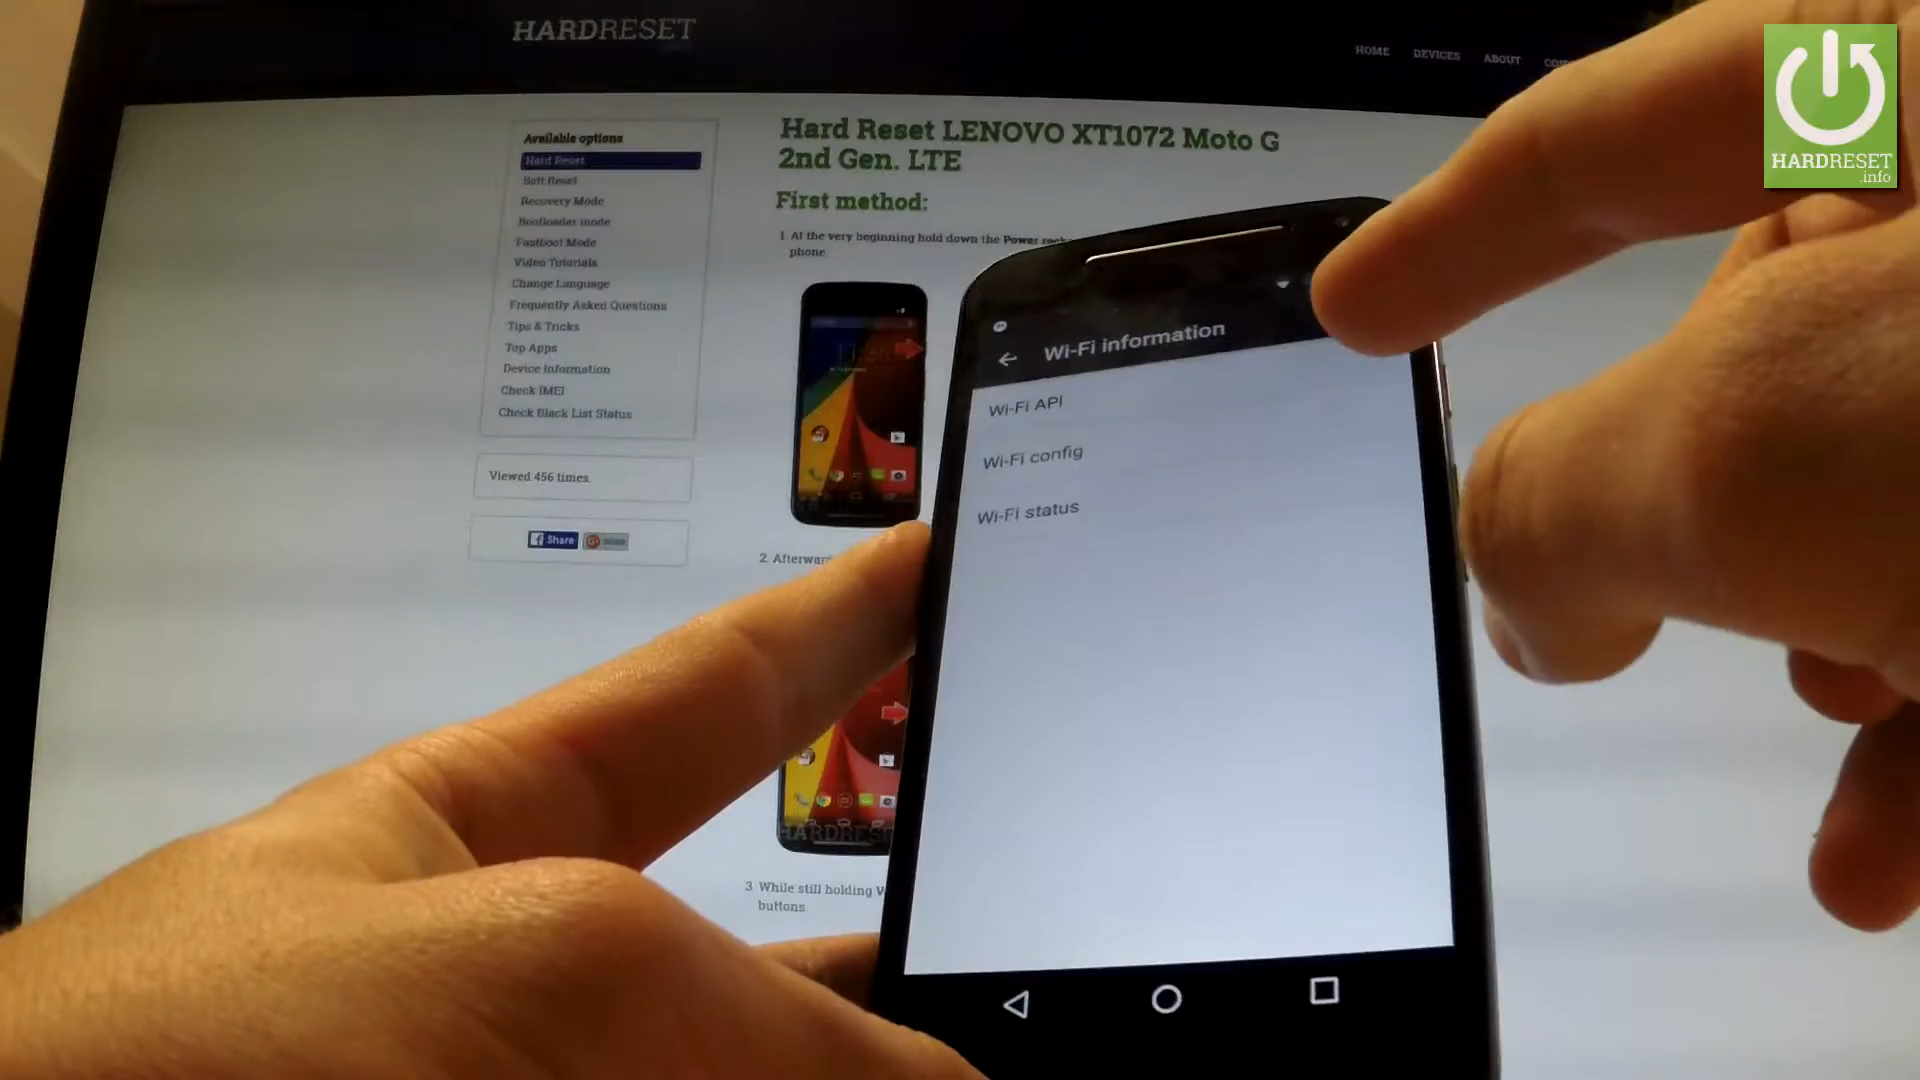 HARDRESET
HOME
DEVICES
ABOUT
HARDRESET
.info
Available options
Hard Reset
Soft Reset
Recovery Mode
Bootloader mode
Fastboot Mode
Video Tutorials
Change Language
Frequently Asked Questions
Tips & Tricks
Top Apps
Device Information
Check IMEI
Check Black List Status
Viewed 456 times.
Share
Hard Reset LENOVO XT1072 Moto G
2nd Gen. LTE
First method:
1. At the very beginning hold down the Power
phone.
2.
3. While still holding
buttons.
Wi-Fi information
Wi-Fi API
Wi-Fi config
Wi-Fi status